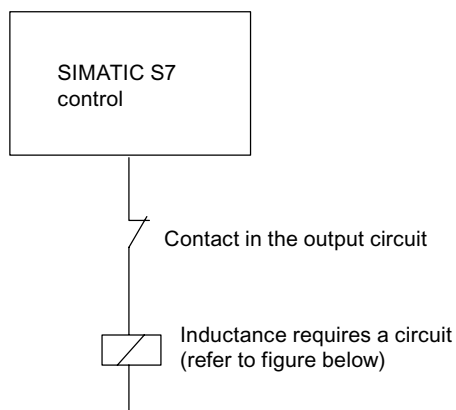 SIMATIC S7
control
Contact in the output circuit
Inductance requires a circuit
(refer to figure below)